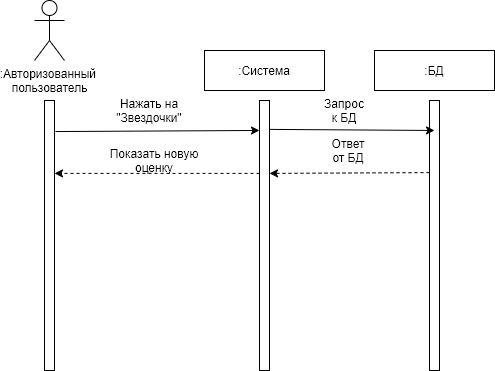 :Авторизованный
пользователь
:Система
:БД
Нажать на
"Звездочки"
Запрос
к БД
Ответ
от БД
Показать новую
оценку